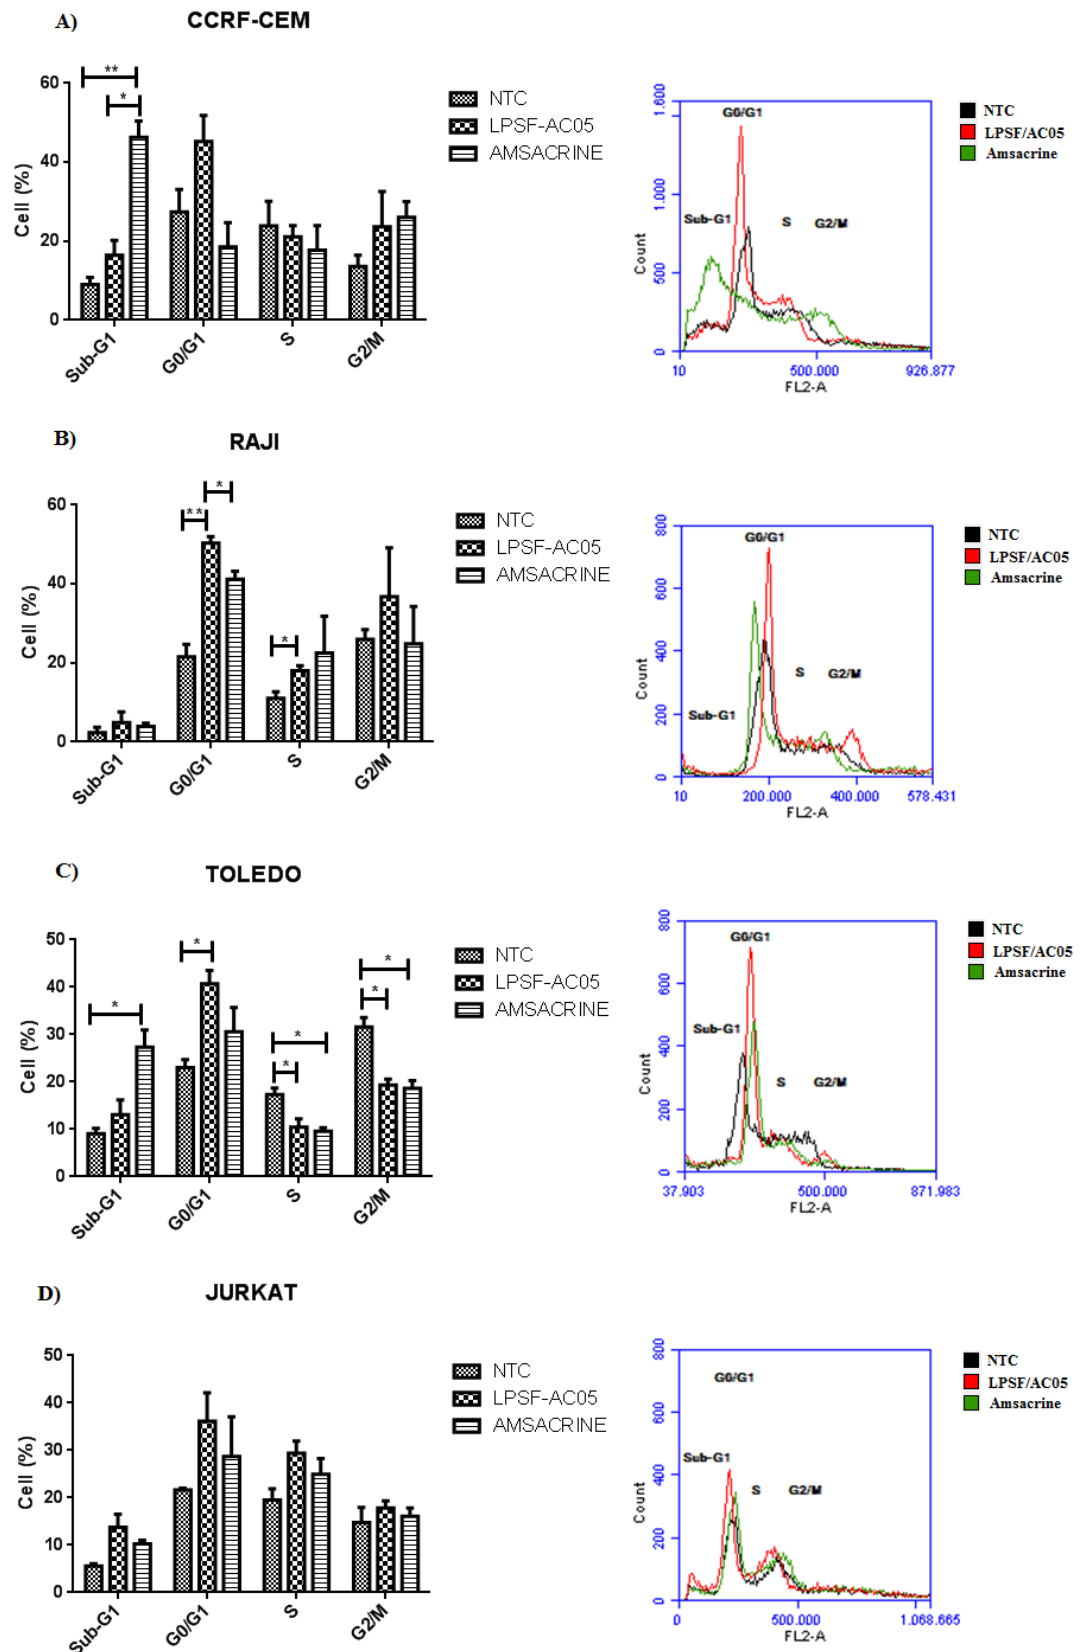 A)
CCRF-CEM
60
40
20
0
Cell (%)
**
*
Sub-G1
G0/G1
S
G2/M
NTC
LPSF-AC05
AMSACRINE
1.600
1.000
500
0
Count
G0/G1
Sub-G1
S
G2/M
10
500.000
926.877
FL2-A
NTC
LPSF/AC05
Amsacrine
B)
RAJI
60
40
20
0
Cell (%)
**
*
*
Sub-G1
G0/G1
S
G2/M
NTC
LPSF-AC05
AMSACRINE
800
600
400
200
0
Count
G0/G1
Sub-G1
S
G2/M
10
200.000
400.000
578.431
FL2-A
NTC
LPSF/AC05
Amsacrine
C)
TOLEDO
50
40
30
20
10
0
Cell (%)
*
*
*
*
*
*
Sub-G1
G0/G1
S
G2/M
NTC
LPSF-AC05
AMSACRINE
800
600
400
200
0
Count
G0/G1
Sub-G1
S
G2/M
37.903
500.000
871.983
FL2-A
NTC
LPSF/AC05
Amsacrine
D)
JURKAT
50
40
30
20
10
0
Cell (%)
Sub-G1
G0/G1
S
G2/M
NTC
LPSF-AC05
AMSACRINE
800
600
400
200
0
Count
G0/G1
Sub-G1
S
G2/M
0
500.000
1.068.665
FL2-A
NTC
LPSF/AC05
Amsacrine